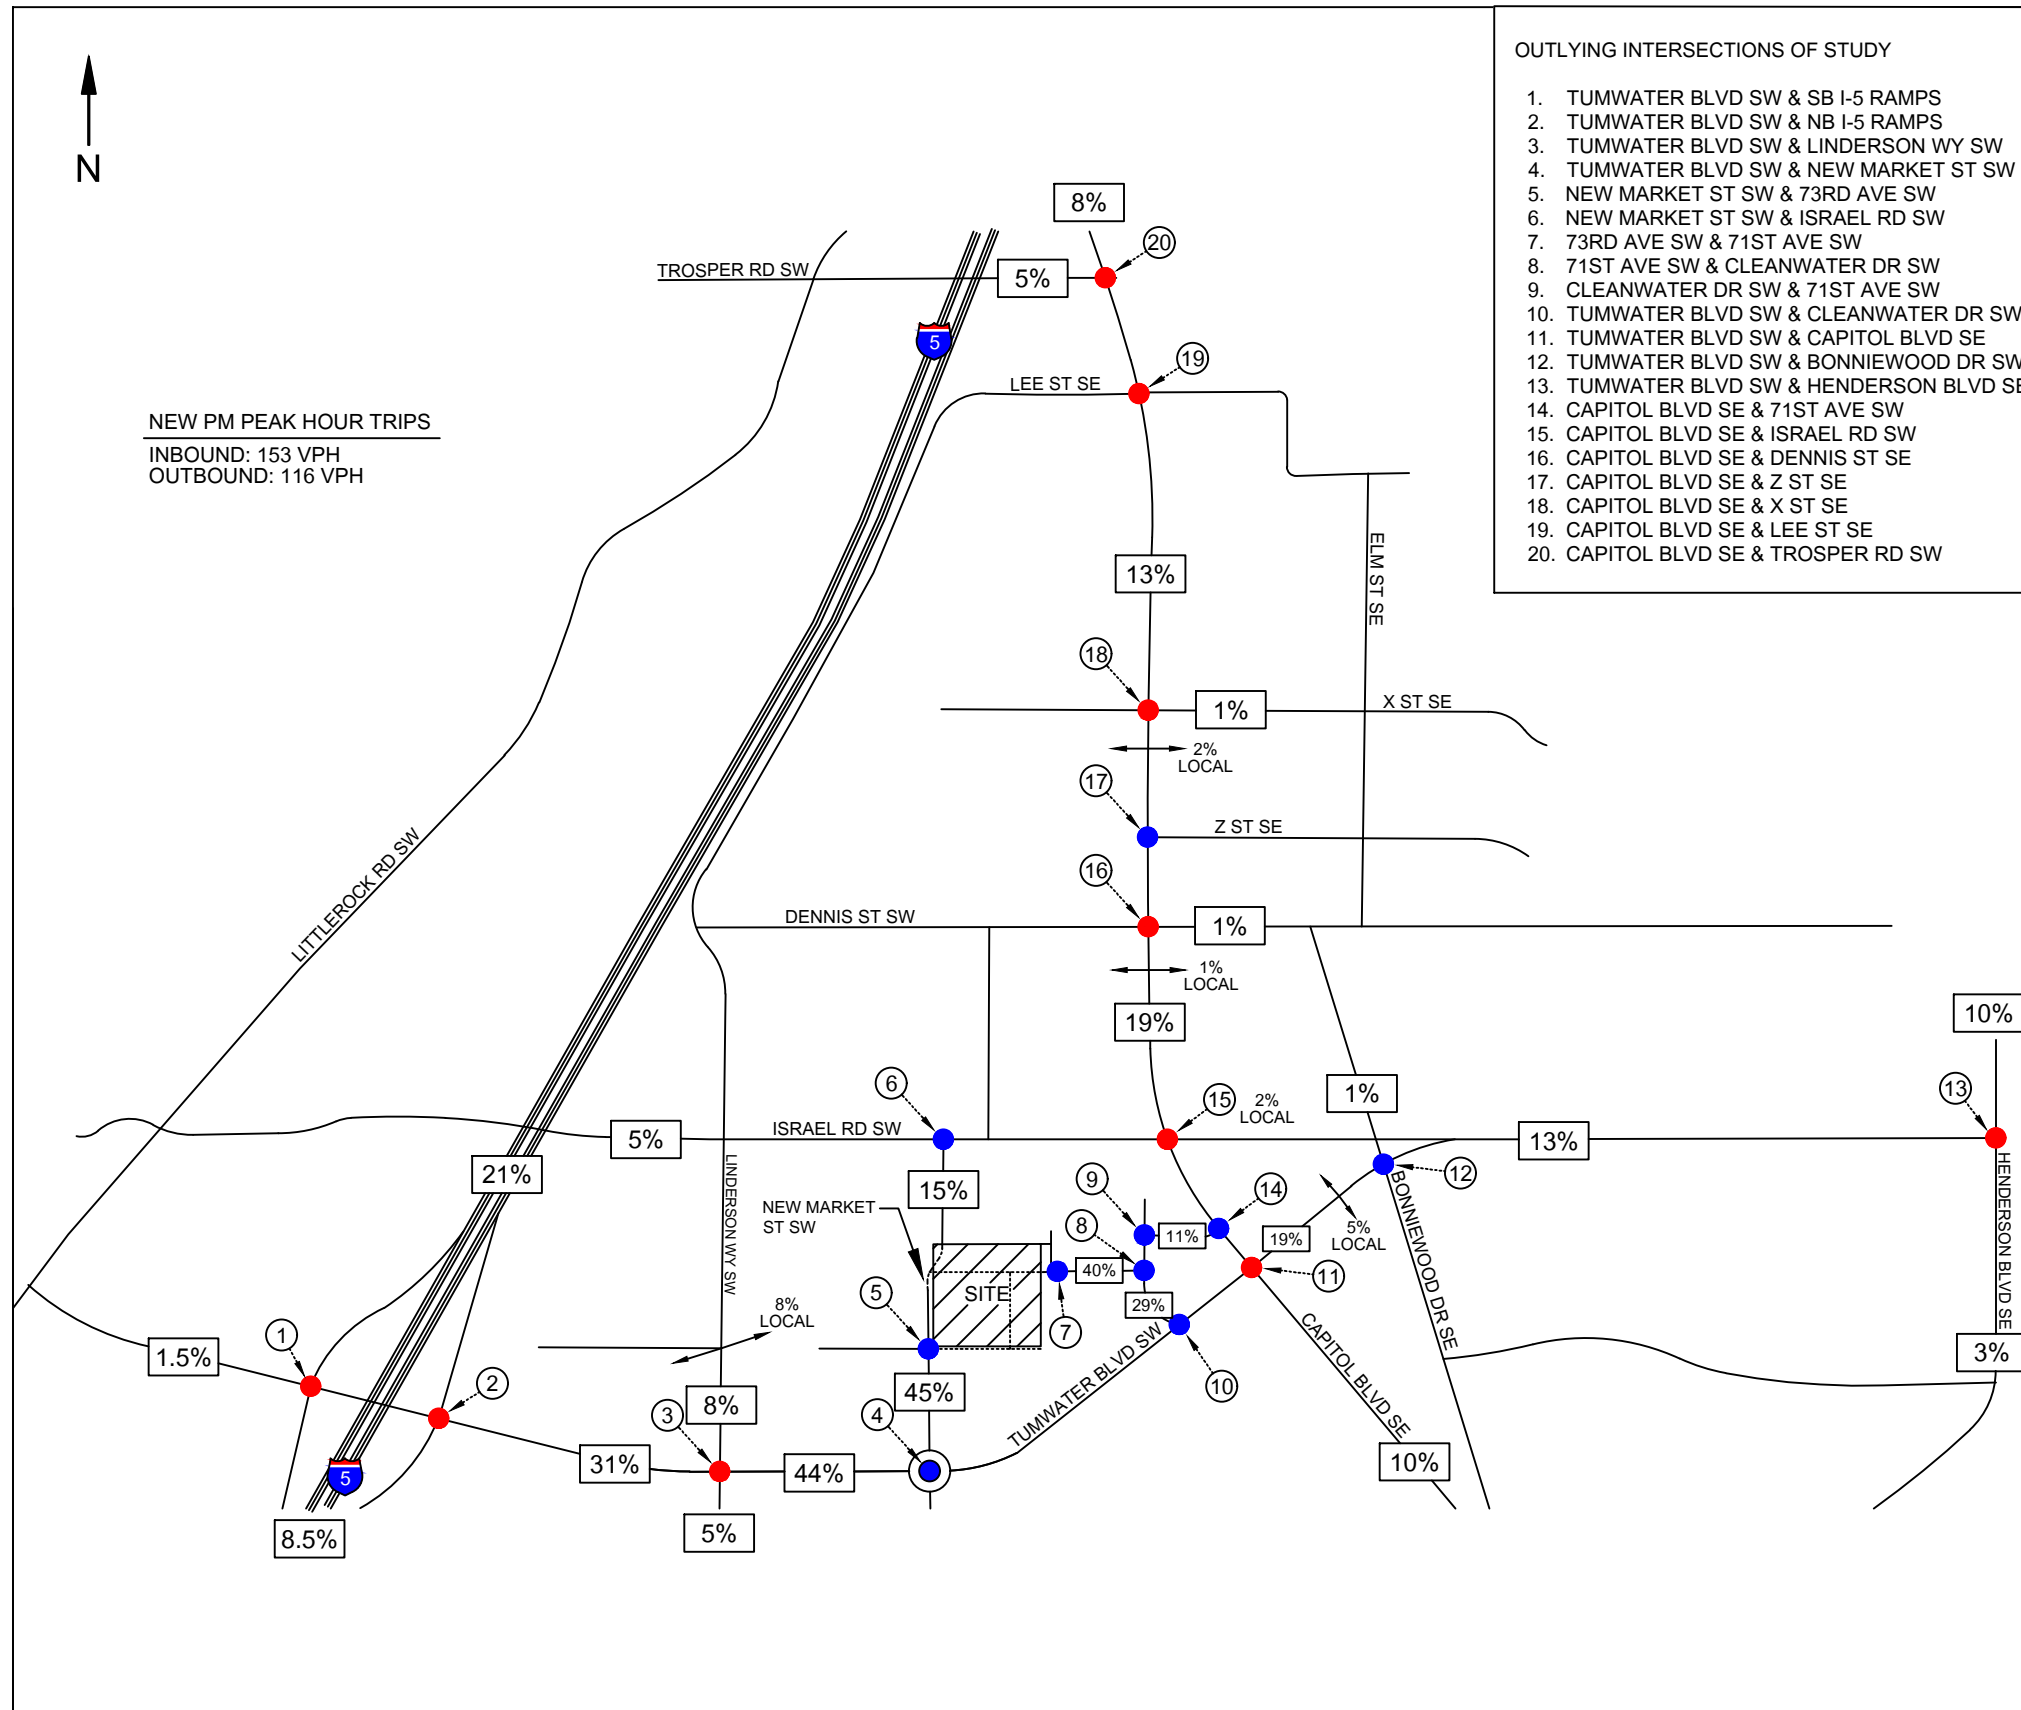 OUTLYING INTERSECTIONS OF STUDY
1. TUMWATER BLVD SW & SB I-5 RAMPS
2. TUMWATER BLVD SW & NB I-5 RAMPS
3. TUMWATER BLVD SW & LINDERSON WY SW
4. TUMWATER BLVD SW & NEW MARKET ST SW
5. NEW MARKET ST SW & 73RD AVE SW
6. NEW MARKET ST SW & ISRAEL RD SW
7. 73RD AVE SW & 71ST AVE SW
8. 71ST AVE SW & CLEANWATER DR SW
9. CLEANWATER DR SW & 71ST AVE SW
10. TUMWATER BLVD SW & CLEANWATER DR SW
11. TUMWATER BLVD SW & CAPITOL BLVD SE
12. TUMWATER BLVD SW & BONNIEWOOD DR SW
13. TUMWATER BLVD SW & HENDERSON BLVD SE
14. CAPITOL BLVD SE & 71ST AVE SW
15. CAPITOL BLVD SE & ISRAEL RD SW
16. CAPITOL BLVD SE & DENNIS ST SE
17. CAPITOL BLVD SE & Z ST SE
18. CAPITOL BLVD SE & X ST SE
19. CAPITOL BLVD SE & LEE ST SE
20. CAPITOL BLVD SE & TROSPER RD SW
N
8%
20
TROSPER RD SW
5%
5
19
LEE ST SE
NEW PM PEAK HOUR TRIPS
INBOUND: 153 VPH
OUTBOUND: 116 VPH
13%
ELM ST SE
18
1%
X ST SE
2%
LOCAL
17
Z ST SE
LITTLEROCK RD SW
16
DENNIS ST SW
1%
1%
LOCAL
19%
10%
6
15
2%
LOCAL
1%
13
ISRAEL RD SW
5%
13%
21%
LINDERSON WY SW
15%
NEW MARKET
ST SW
9
14
12
BONNIEWOOD DR SE
HENDERSON BLVD SE
8
11%
19%
5%
LOCAL
40%
11
SITE
5
29%
7
8%
LOCAL
1
1.5%
TUMWATER BLVD SW
CAPITOL BLVD SE
3%
2
10
45%
8%
3
4
31%
44%
10%
5
8.5%
5%